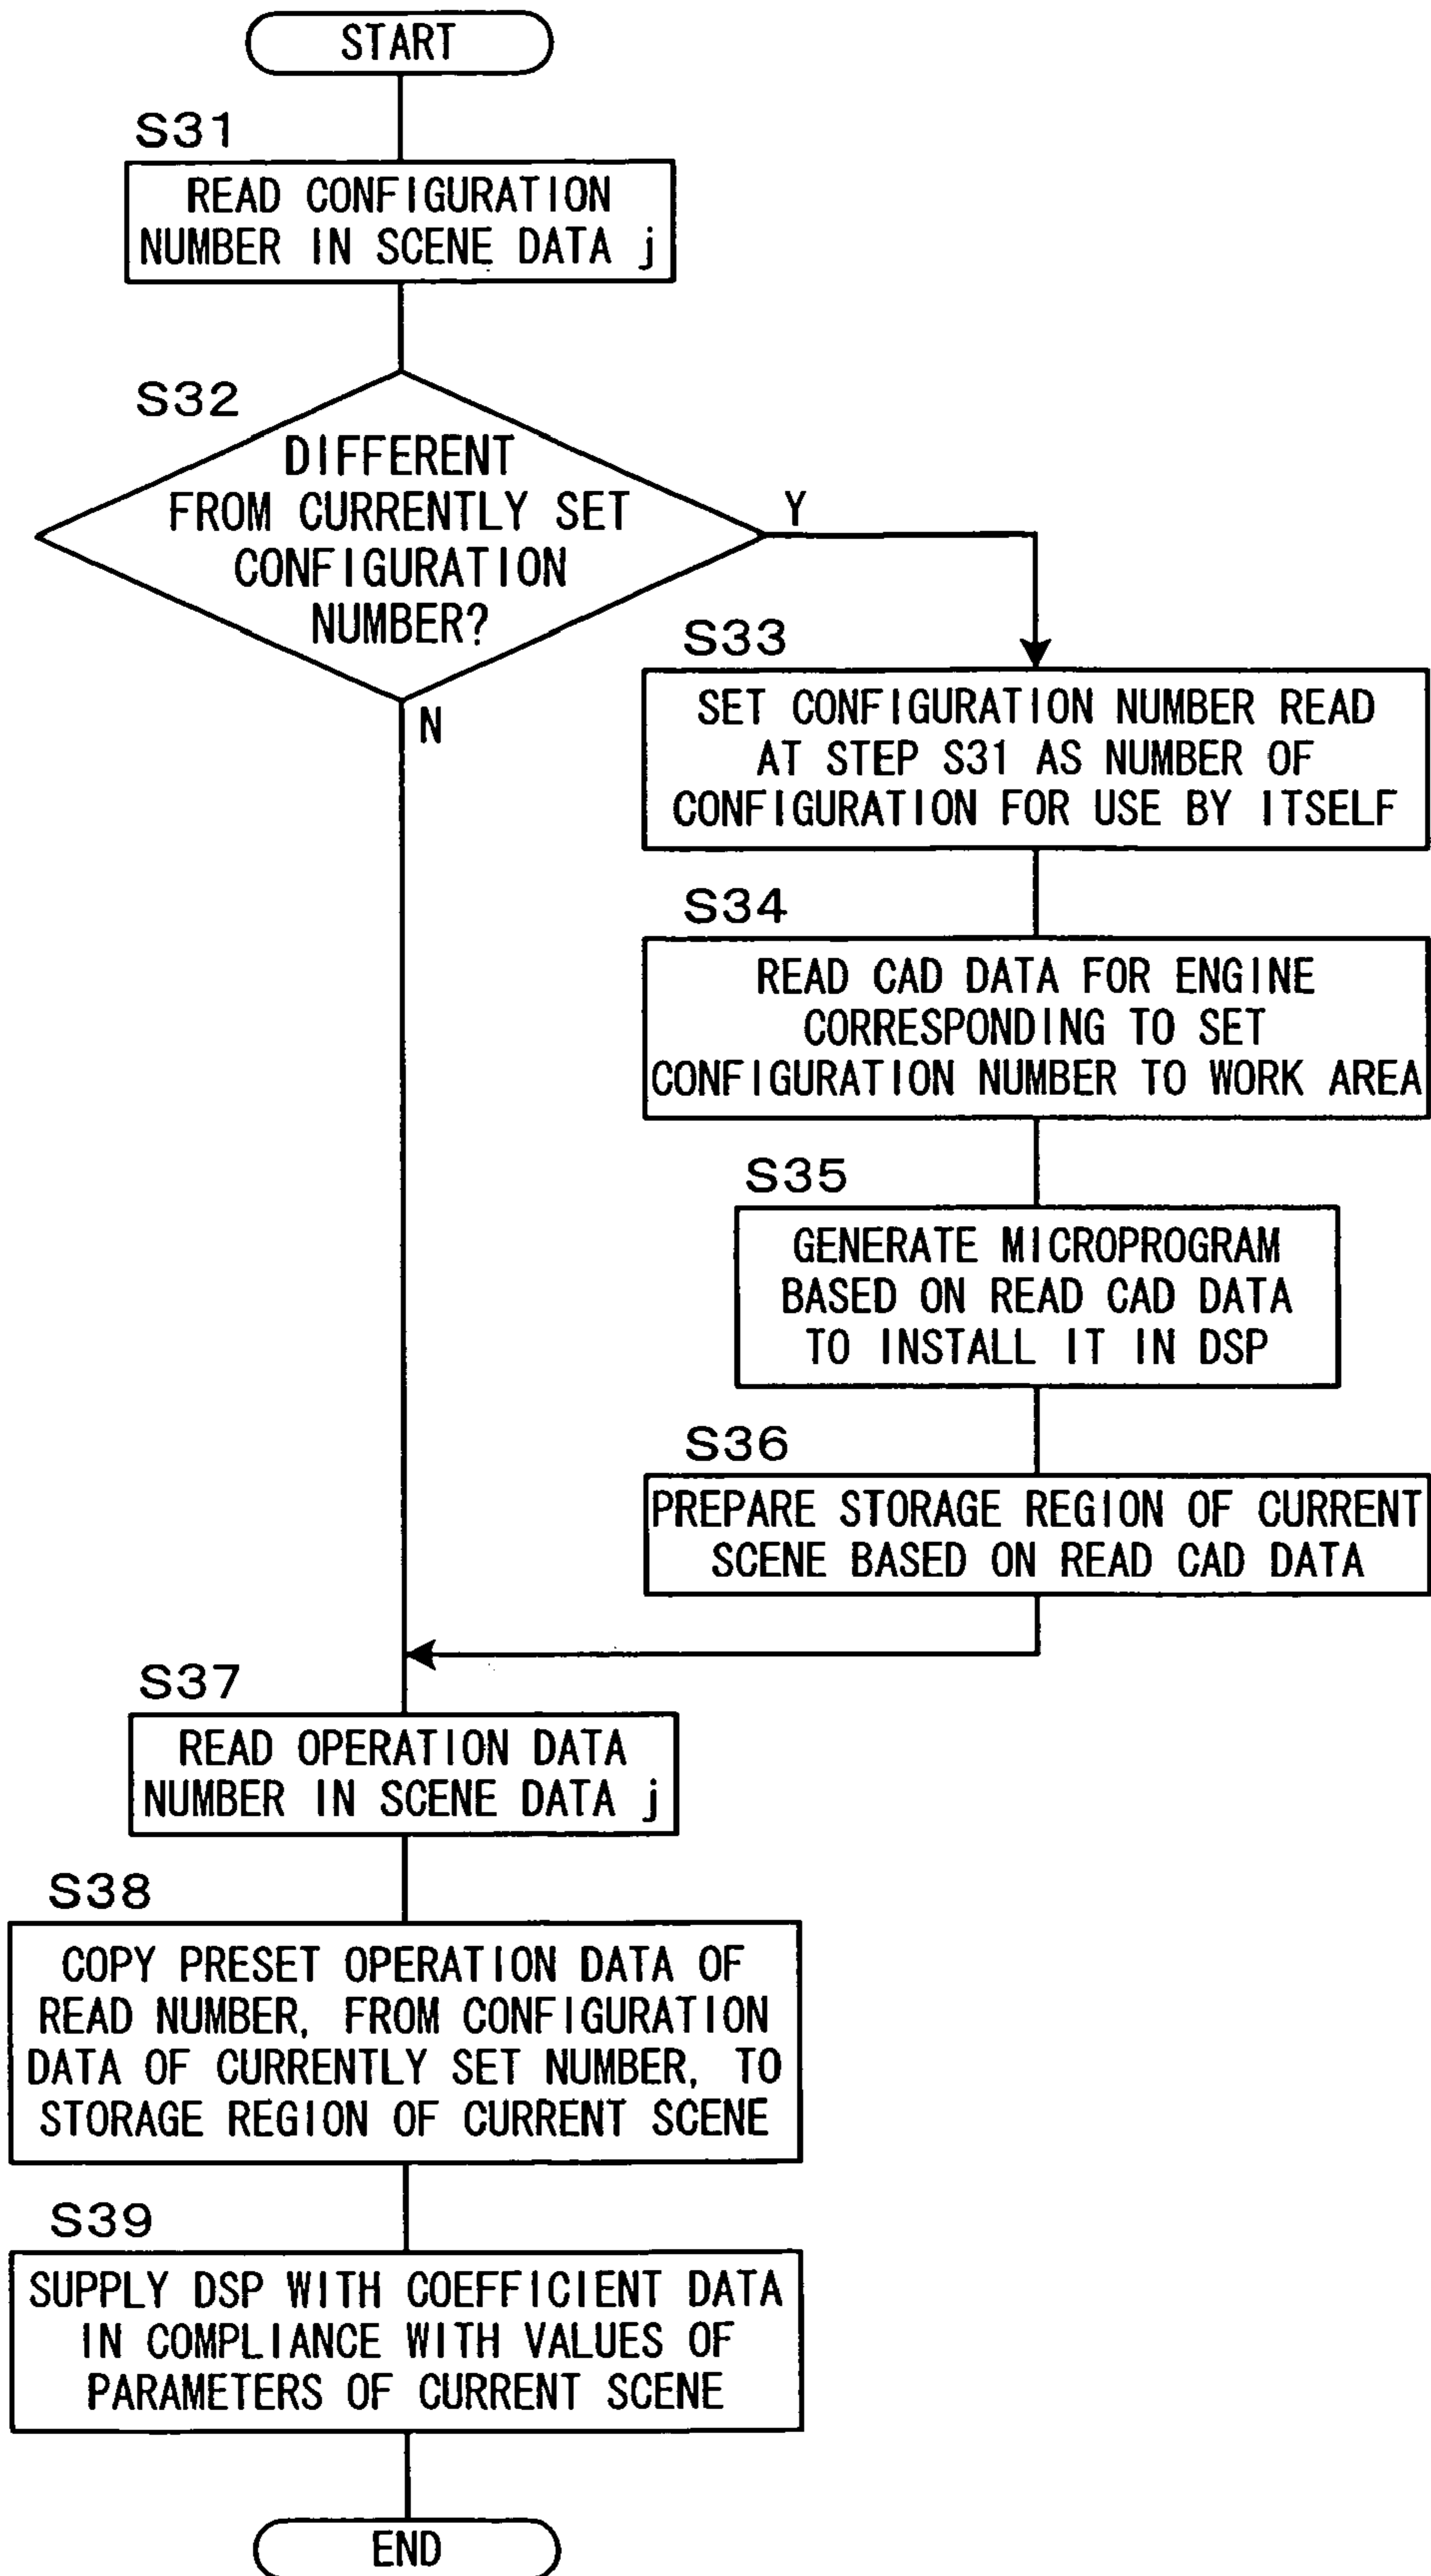 START
S31
READ CONFIGURATION
NUMBER IN SCENE DATA j
S32
DIFFERENT
FROM CURRENTLY SET
CONFIGURATION
NUMBER?
Y
N
S33
SET CONFIGURATION NUMBER READ
AT STEP S31 AS NUMBER OF
CONFIGURATION FOR USE BY ITSELF
S34
READ CAD DATA FOR ENGINE
CORRESPONDING TO SET
CONFIGURATION NUMBER TO WORK AREA
S35
GENERATE MICROPROGRAM
BASED ON READ CAD DATA
TO INSTALL IT IN DSP
S36
PREPARE STORAGE REGION OF CURRENT
SCENE BASED ON READ CAD DATA
S37
READ OPERATION DATA
NUMBER IN SCENE DATA j
S38
COPY PRESET OPERATION DATA OF
READ NUMBER, FROM CONFIGURATION
DATA OF CURRENTLY SET NUMBER, TO
STORAGE REGION OF CURRENT SCENE
S39
SUPPLY DSP WITH COEFFICIENT DATA
IN COMPLIANCE WITH VALUES OF
PARAMETERS OF CURRENT SCENE
END